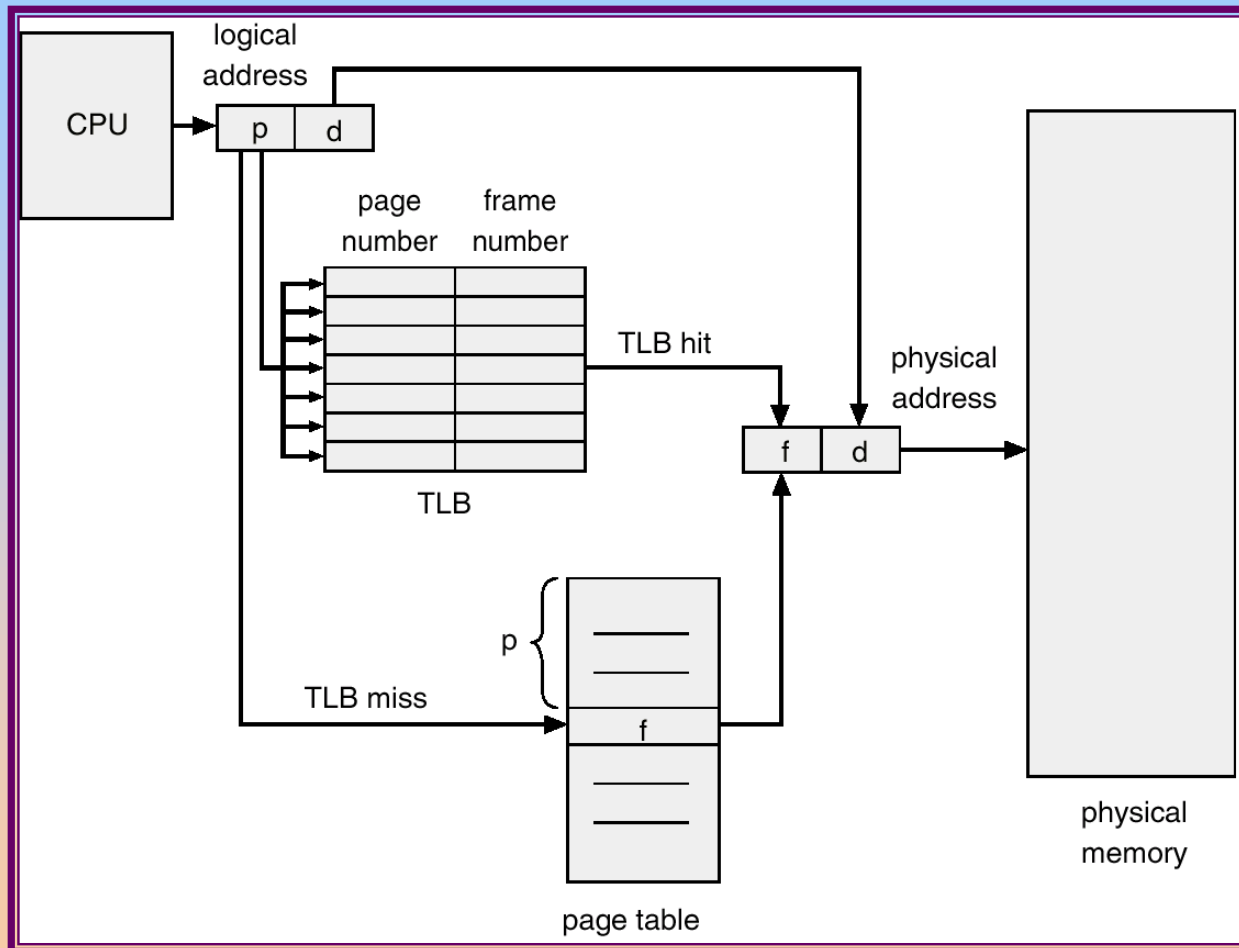 logical
address
CPU
p
d
page
number
frame
number
TLB hit
physical
address
f
d
TLB
p
TLB miss
f
physical
memory
page table